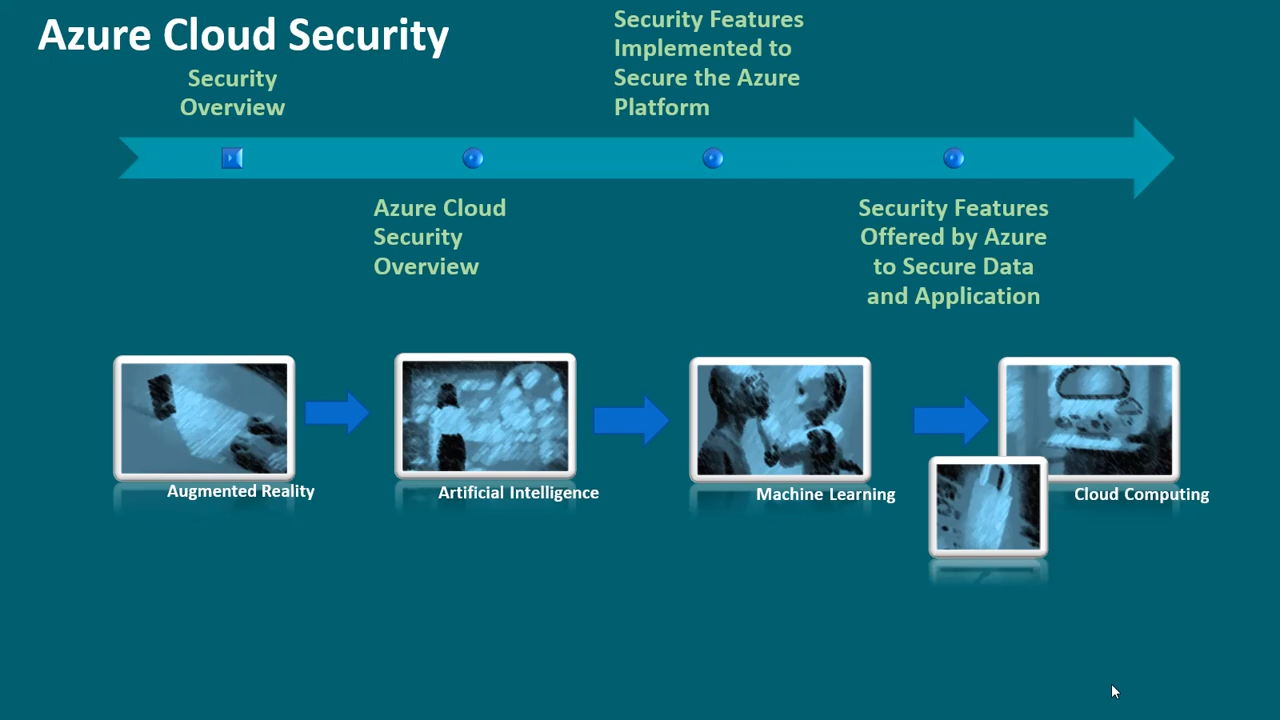 Azure Cloud Security
Security
Overview
Security Features
Implemented to
Secure the Azure
Platform
Azure Cloud
Security
Overview
Security Features
Offered by Azure
to Secure Data
and Application
Augmented Reality
Artificial Intelligence
Machine Learning
Cloud Computing